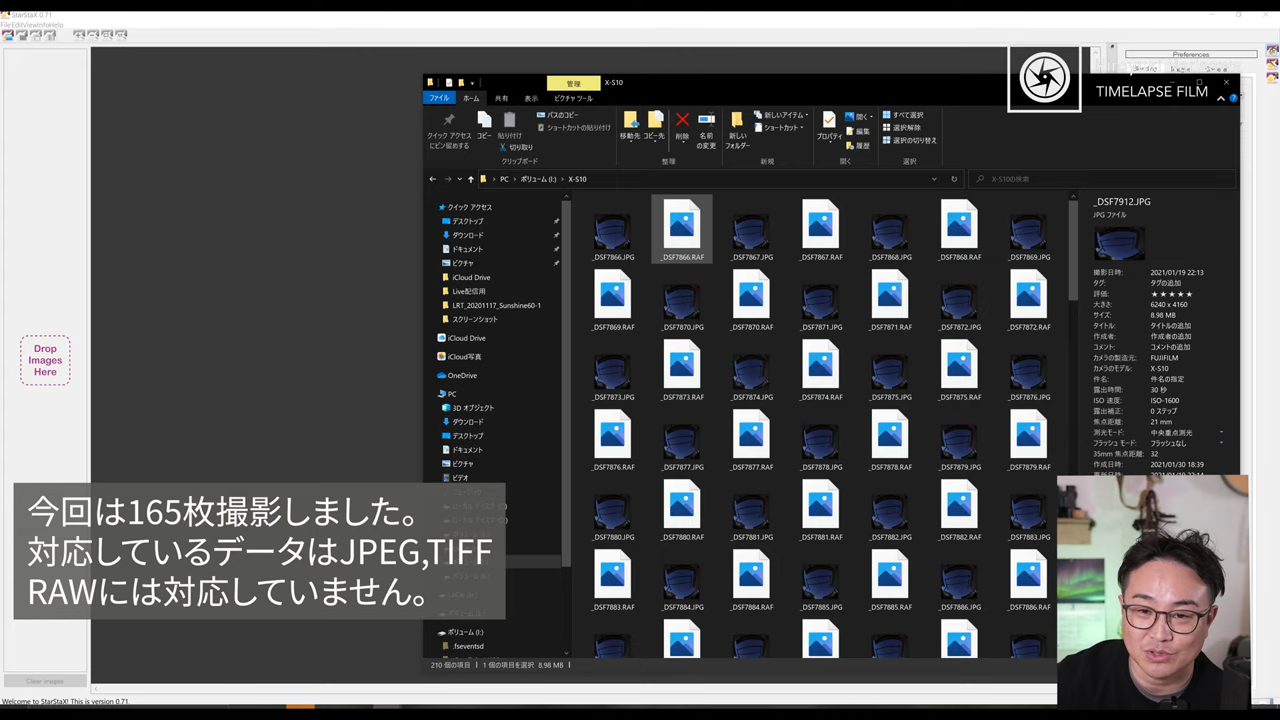 StarStaX 0.71
File Edit View Info Help
Preferences
TIMELAPSE FILM
管理
X-S10
ファイル
ホーム
共有
表示
ピクチャ ツール
クイック アクセス
にピン留めする
コピー
貼り付け
パスのコピー
ショートカットの貼り付け
切り取り
クリップボード
移動先
コピー先
削除
名前
の変更
整理
新しい
フォルダー
新しいアイテム
ショートカット
新規
プロパティ
開く
編集
履歴
開く
すべて選択
選択解除
選択の切り替え
選択
PC
ボリューム (I:)
X-S10
X-S10の検索
クイック アクセス
デスクトップ
ダウンロード
ドキュメント
ピクチャ
iCloud Drive
Live配信用
LRT_20201117_Sunshine60-1
スクリーンショット
iCloud Drive
iCloud写真
OneDrive
PC
3D オブジェクト
ダウンロード
デスクトップ
ドキュメント
ピクチャ
ビデオ
ボリューム (I:)
.fseventsd
_DSF7866.JPG
_DSF7866.RAF
_DSF7867.JPG
_DSF7867.RAF
_DSF7868.JPG
_DSF7868.RAF
_DSF7869.JPG
_DSF7869.RAF
_DSF7870.JPG
_DSF7870.RAF
_DSF7871.JPG
_DSF7871.RAF
_DSF7872.JPG
_DSF7872.RAF
_DSF7873.JPG
_DSF7873.RAF
_DSF7874.JPG
_DSF7874.RAF
_DSF7875.JPG
_DSF7875.RAF
_DSF7876.JPG
_DSF7876.RAF
_DSF7877.JPG
_DSF7877.RAF
_DSF7878.JPG
_DSF7878.RAF
_DSF7879.JPG
_DSF7879.RAF
_DSF7880.JPG
_DSF7880.RAF
_DSF7881.JPG
_DSF7881.RAF
_DSF7882.JPG
_DSF7882.RAF
_DSF7883.JPG
_DSF7883.RAF
_DSF7884.JPG
_DSF7884.RAF
_DSF7885.JPG
_DSF7885.RAF
_DSF7886.JPG
_DSF7886.RAF
_DSF7912.JPG
JPG ファイル
撮影日時: 2021/01/19 22:13
タグ: タグの追加
評価: ★★★★★
大きさ: 6240 x 4160
サイズ: 8.98 MB
タイトル: タイトルの追加
作成者: 作成者の追加
コメント: コメントの追加
カメラの製造元: FUJIFILM
カメラのモデル: X-S10
件名: 件名の指定
露出時間: 30 秒
ISO 速度: ISO-1600
露出補正: 0 ステップ
焦点距離: 21 mm
測光モード: 中央重点測光
フラッシュ モード: フラッシュなし
35mm 焦点距離: 32
作成日時: 2021/01/30 18:39
210 個の項目
1 個の項目を選択 8.98 MB
Drop
Images
Here
今回は165枚撮影しました。
対応しているデータはJPEG,TIFF
RAWには対応していません。
Clear Images
Welcome to StarStaX! This is version 0.71.